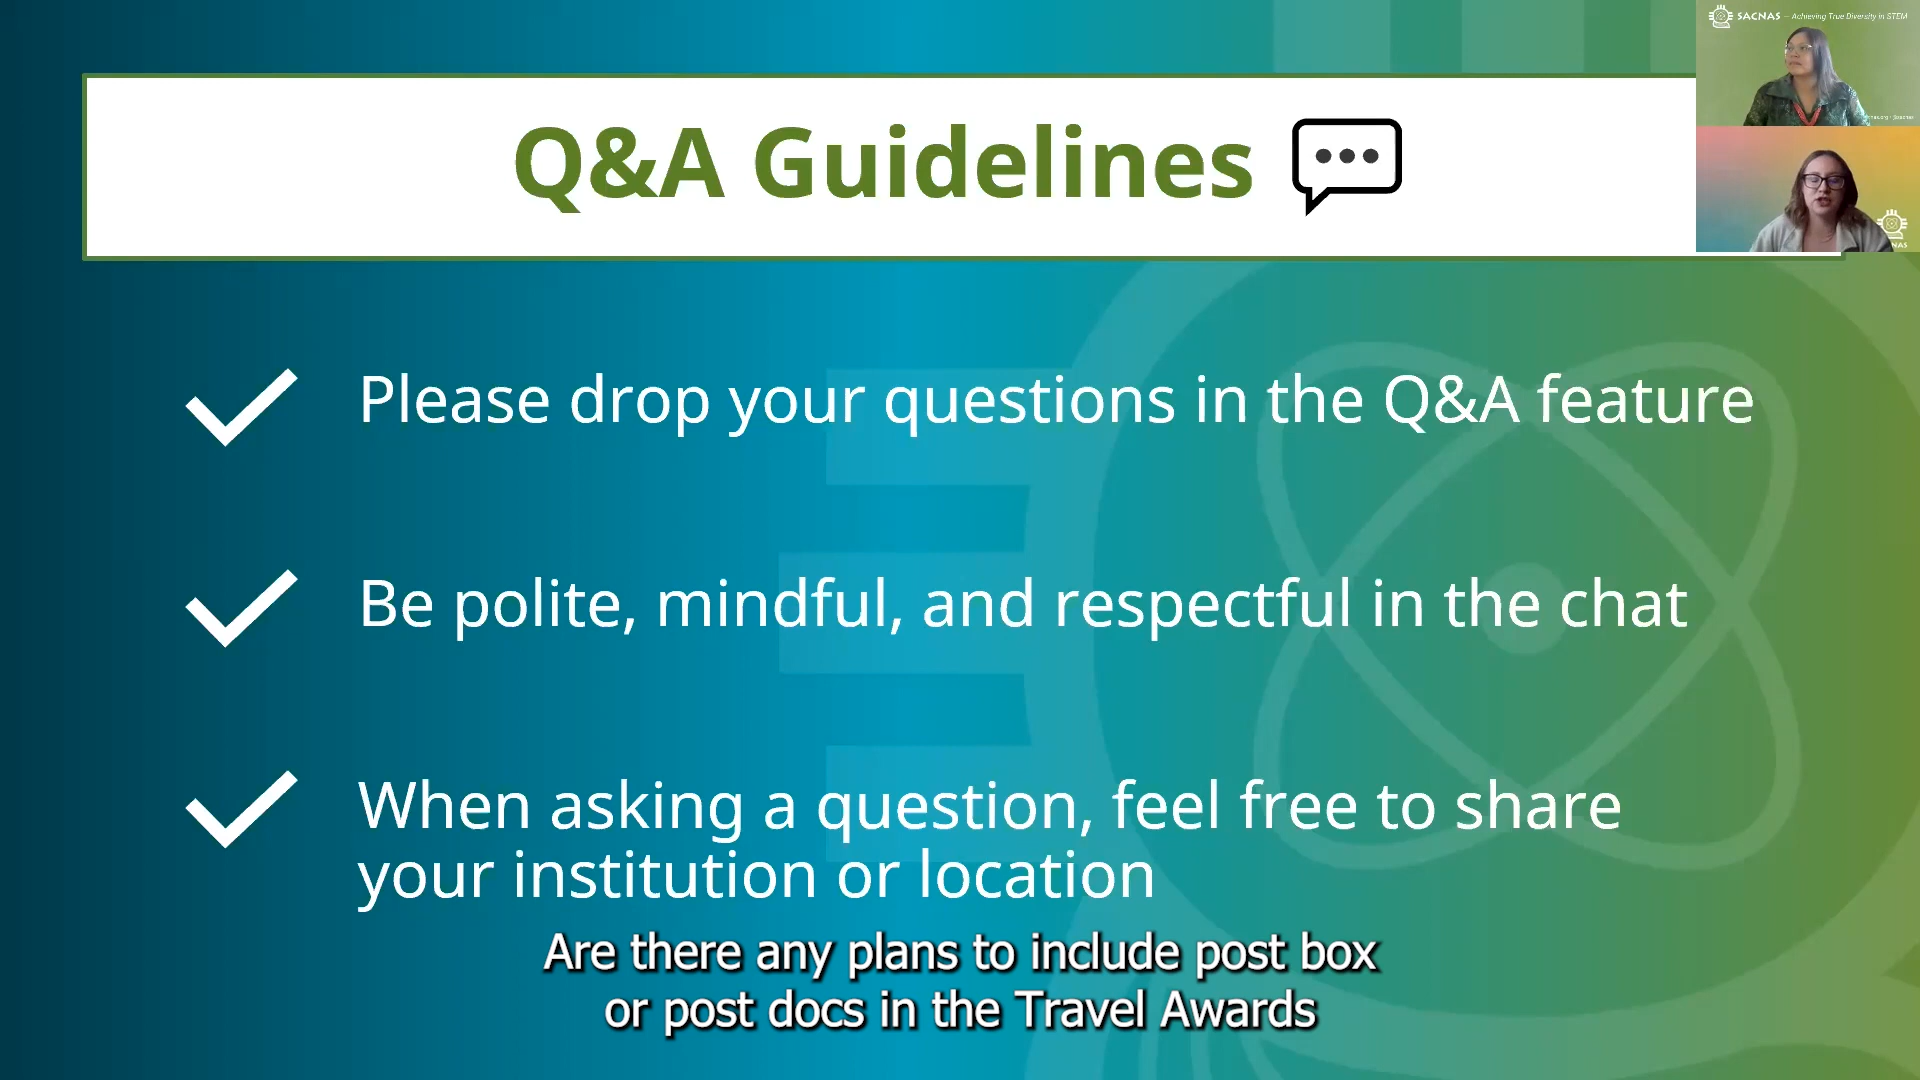 SACNAS — Achieving True Diversity in STEM
Q&A Guidelines
Please drop your questions in the Q&A feature
Be polite, mindful, and respectful in the chat
When asking a question, feel free to share
your institution or location
Are there any plans to include post box
or post docs in the Travel Awards